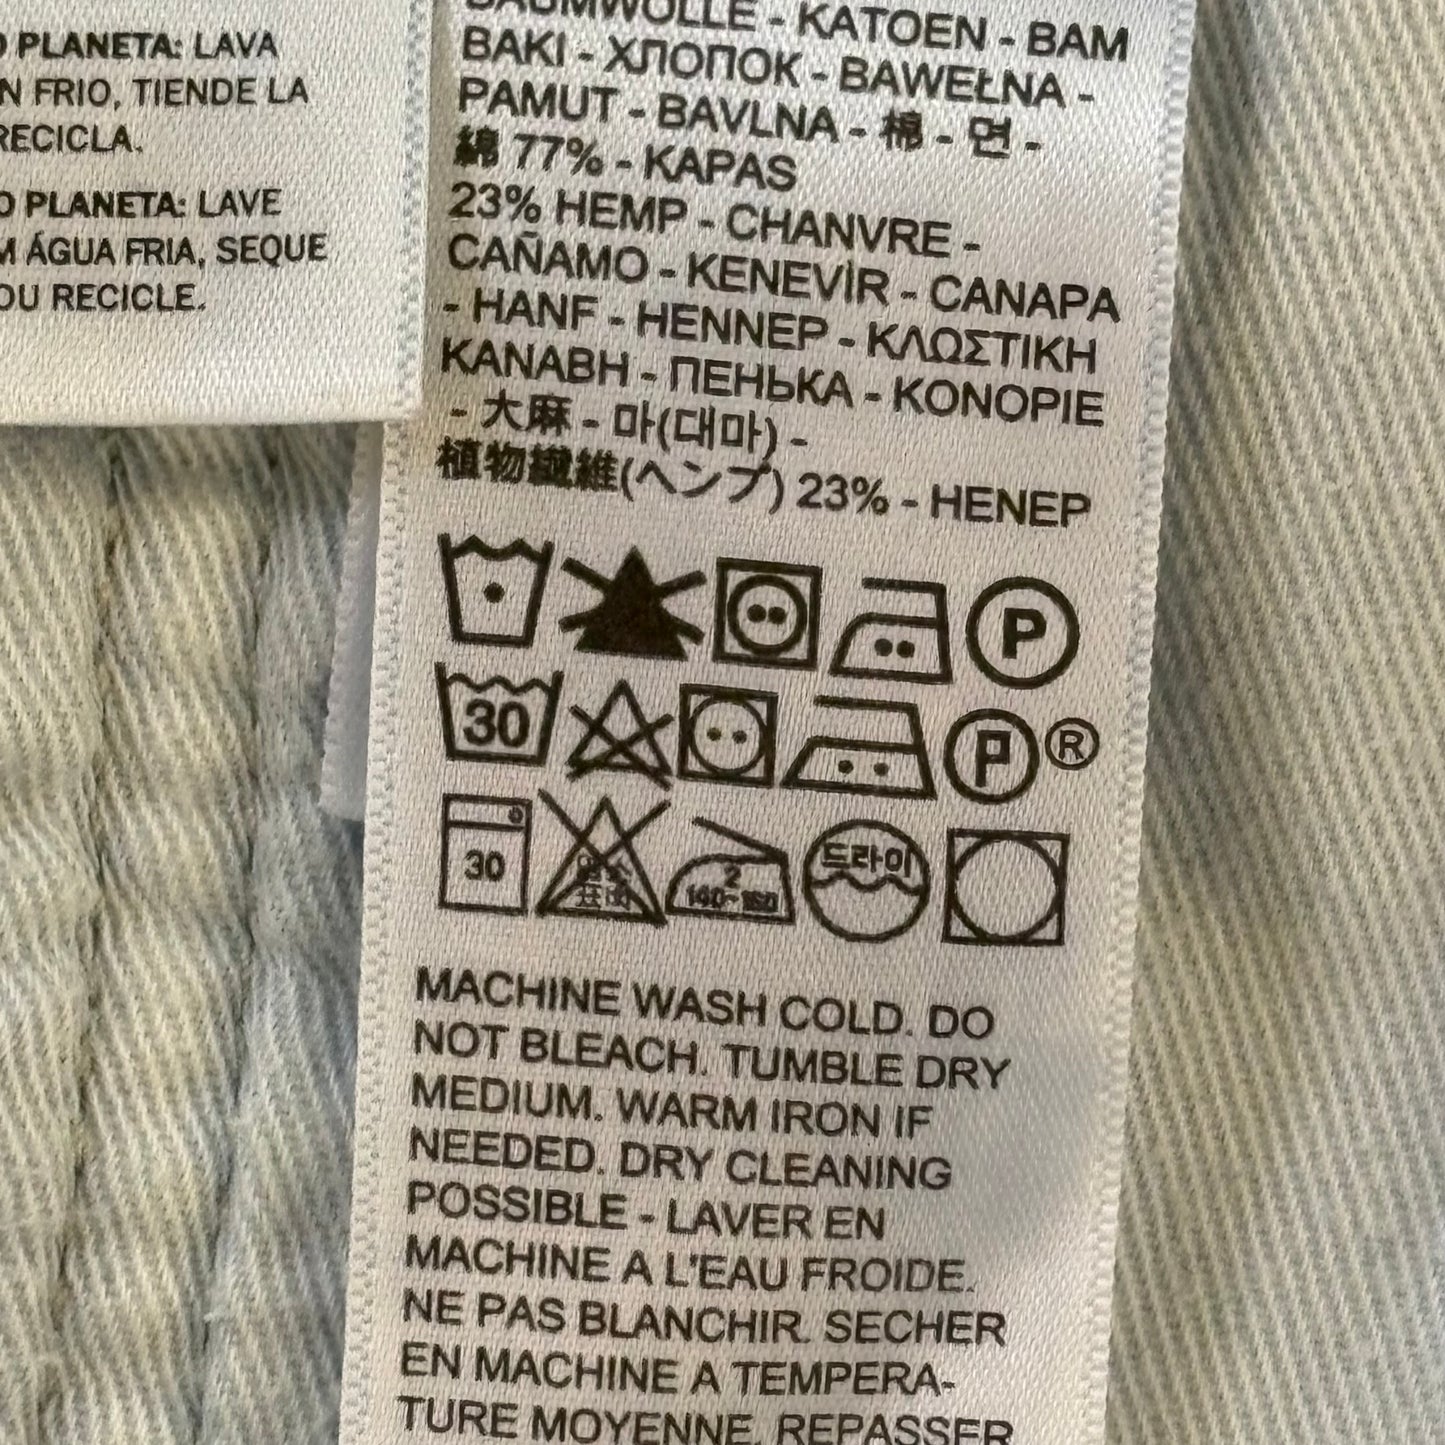 PLANETA: LAVA
N FRIO, TIENDE LA
RECICLA.
O PLANETA: LAVE
M ÁGUA FRIA, SEQUE
OU RECICLE.
BAUMWOLLE - KATOEN - BAM
BAKI - ХЛОПОК - BAWEŁNA -
PAMUT - BAVLNA - 棉 - 면 -
綿 77% - KAPAS
23% HEMP - CHANVRE -
CAÑAMO - KENEVİR - CANAPA
- HANF - HENNEP - ΚΛΩΣΤΙΚΗ
ΚΑΝΑΒΗ - ПЕНЬКА - KONOPIE
- 大麻 - 마(대마) -
植物繊維(ヘンプ) 23% - HENEP
P
30
P ®
30
2
140~160
드라이
MACHINE WASH COLD. DO
NOT BLEACH. TUMBLE DRY
MEDIUM. WARM IRON IF
NEEDED. DRY CLEANING
POSSIBLE - LAVER EN
MACHINE A L'EAU FROIDE.
NE PAS BLANCHIR. SECHER
EN MACHINE A TEMPERA-
TURE MOYENNE. REPASSER